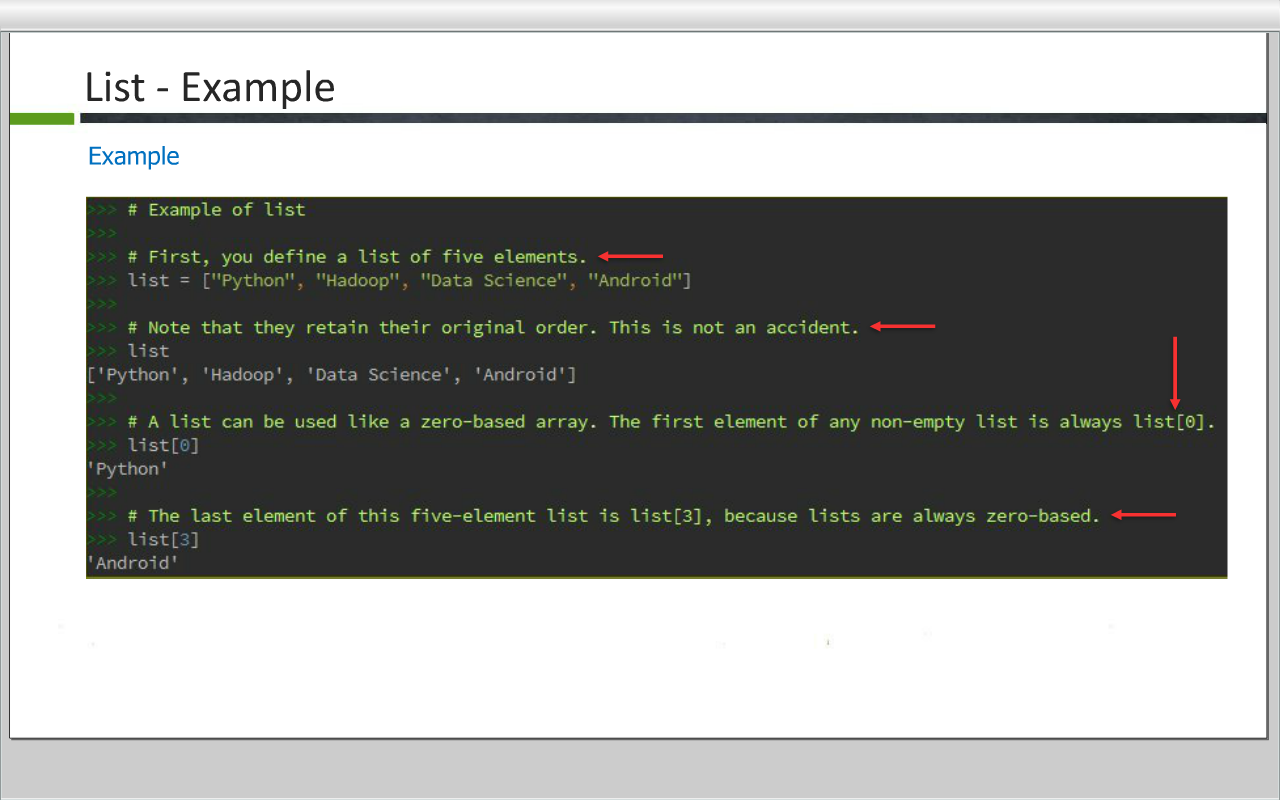 List - Example
Example
>>> # Example of list
>>>
>>> # First, you define a list of five elements.
>>> list = ["Python", "Hadoop", "Data Science", "Android"]
>>>
>>> # Note that they retain their original order. This is not an accident.
>>> list
['Python', 'Hadoop', 'Data Science', 'Android']
>>>
>>> # A list can be used like a zero-based array. The first element of any non-empty list is always list[0].
>>> list[0]
'Python'
>>>
>>> # The last element of this five-element list is list[3], because lists are always zero-based.
>>> list[3]
'Android'